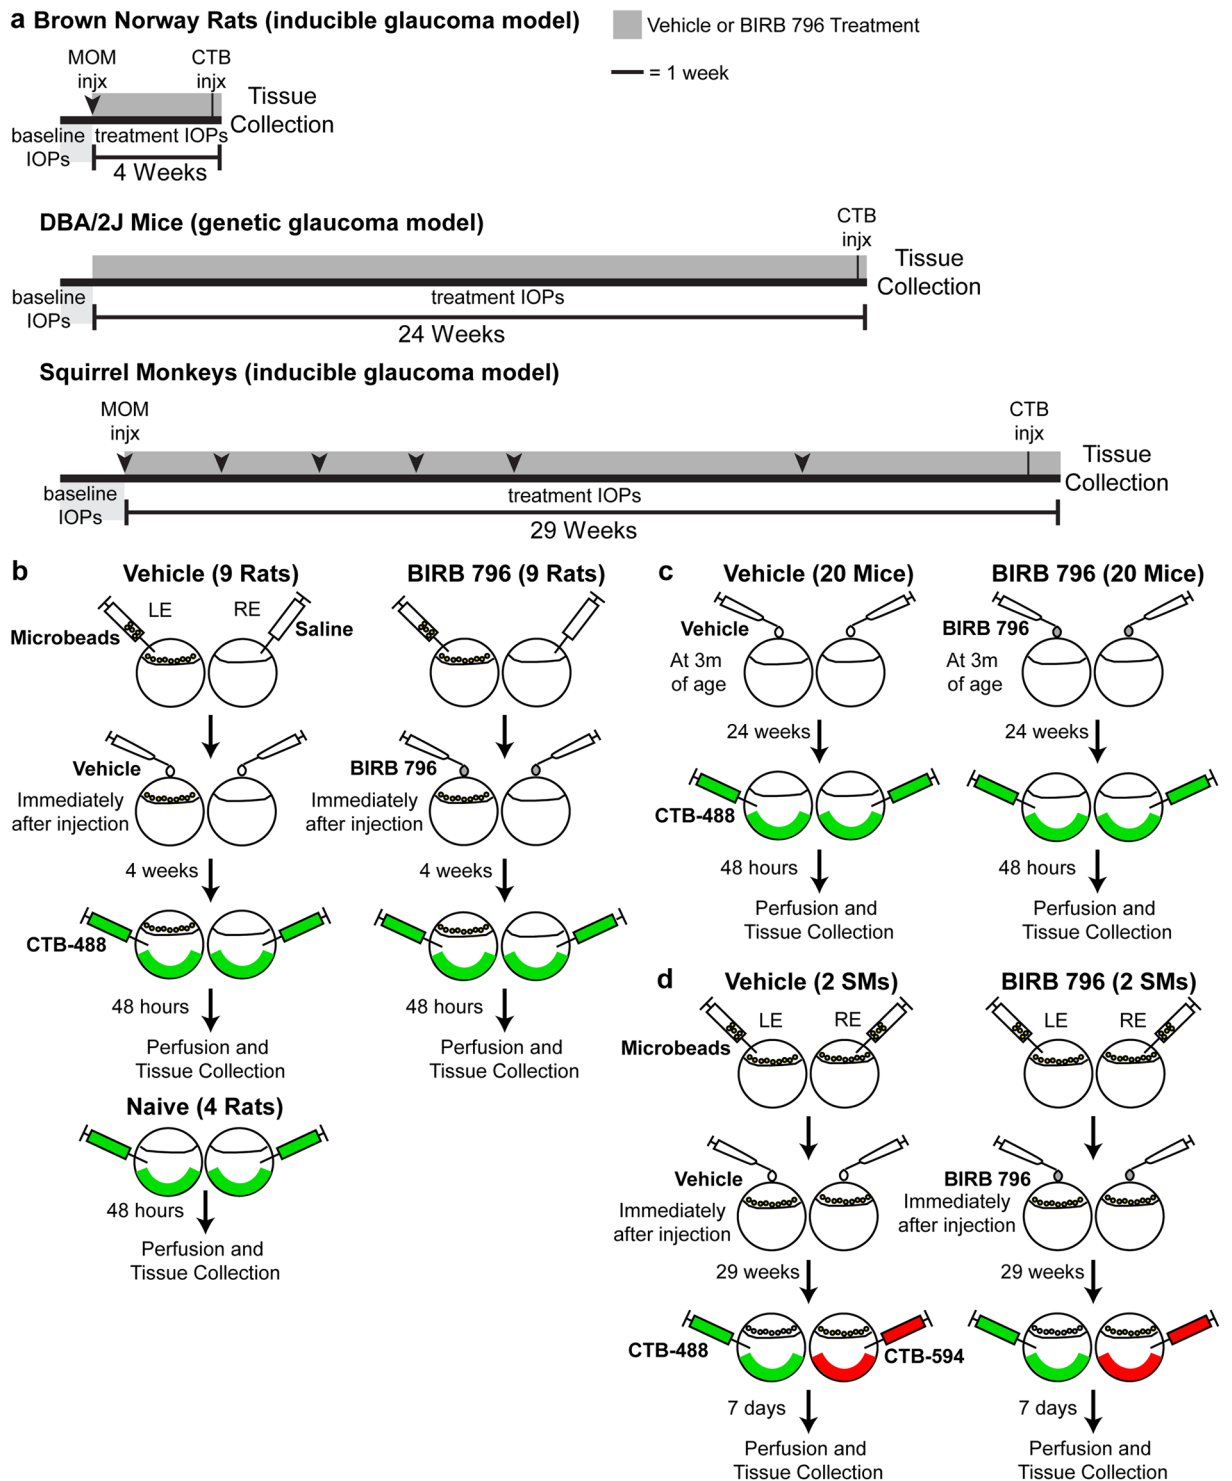 a Brown Norway Rats (inducible glaucoma model)
Vehicle or BIRB 796 Treatment
= 1 week
MOM
injx
CTB
injx
Tissue
Collection
baseline
IOPs
treatment IOPs
4 Weeks
DBA/2J Mice (genetic glaucoma model)
CTB
injx
Tissue
Collection
baseline
IOPs
treatment IOPs
24 Weeks
Squirrel Monkeys (inducible glaucoma model)
MOM
injx
CTB
injx
Tissue
Collection
baseline
IOPs
treatment IOPs
29 Weeks
b
Vehicle (9 Rats)
LE
RE
Microbeads
Saline
Vehicle
Immediately
after injection
4 weeks
CTB-488
48 hours
Perfusion and
Tissue Collection
BIRB 796 (9 Rats)
BIRB 796
Immediately
after injection
4 weeks
48 hours
Perfusion and
Tissue Collection
Naive (4 Rats)
48 hours
Perfusion and
Tissue Collection
c
Vehicle (20 Mice)
Vehicle
At 3m
of age
24 weeks
CTB-488
48 hours
Perfusion and
Tissue Collection
BIRB 796 (20 Mice)
BIRB 796
At 3m
of age
24 weeks
48 hours
Perfusion and
Tissue Collection
d
Vehicle (2 SMs)
LE
RE
Microbeads
Vehicle
Immediately
after injection
29 weeks
CTB-488
CTB-594
7 days
Perfusion and
Tissue Collection
BIRB 796 (2 SMs)
LE
RE
BIRB 796
Immediately
after injection
29 weeks
7 days
Perfusion and
Tissue Collection